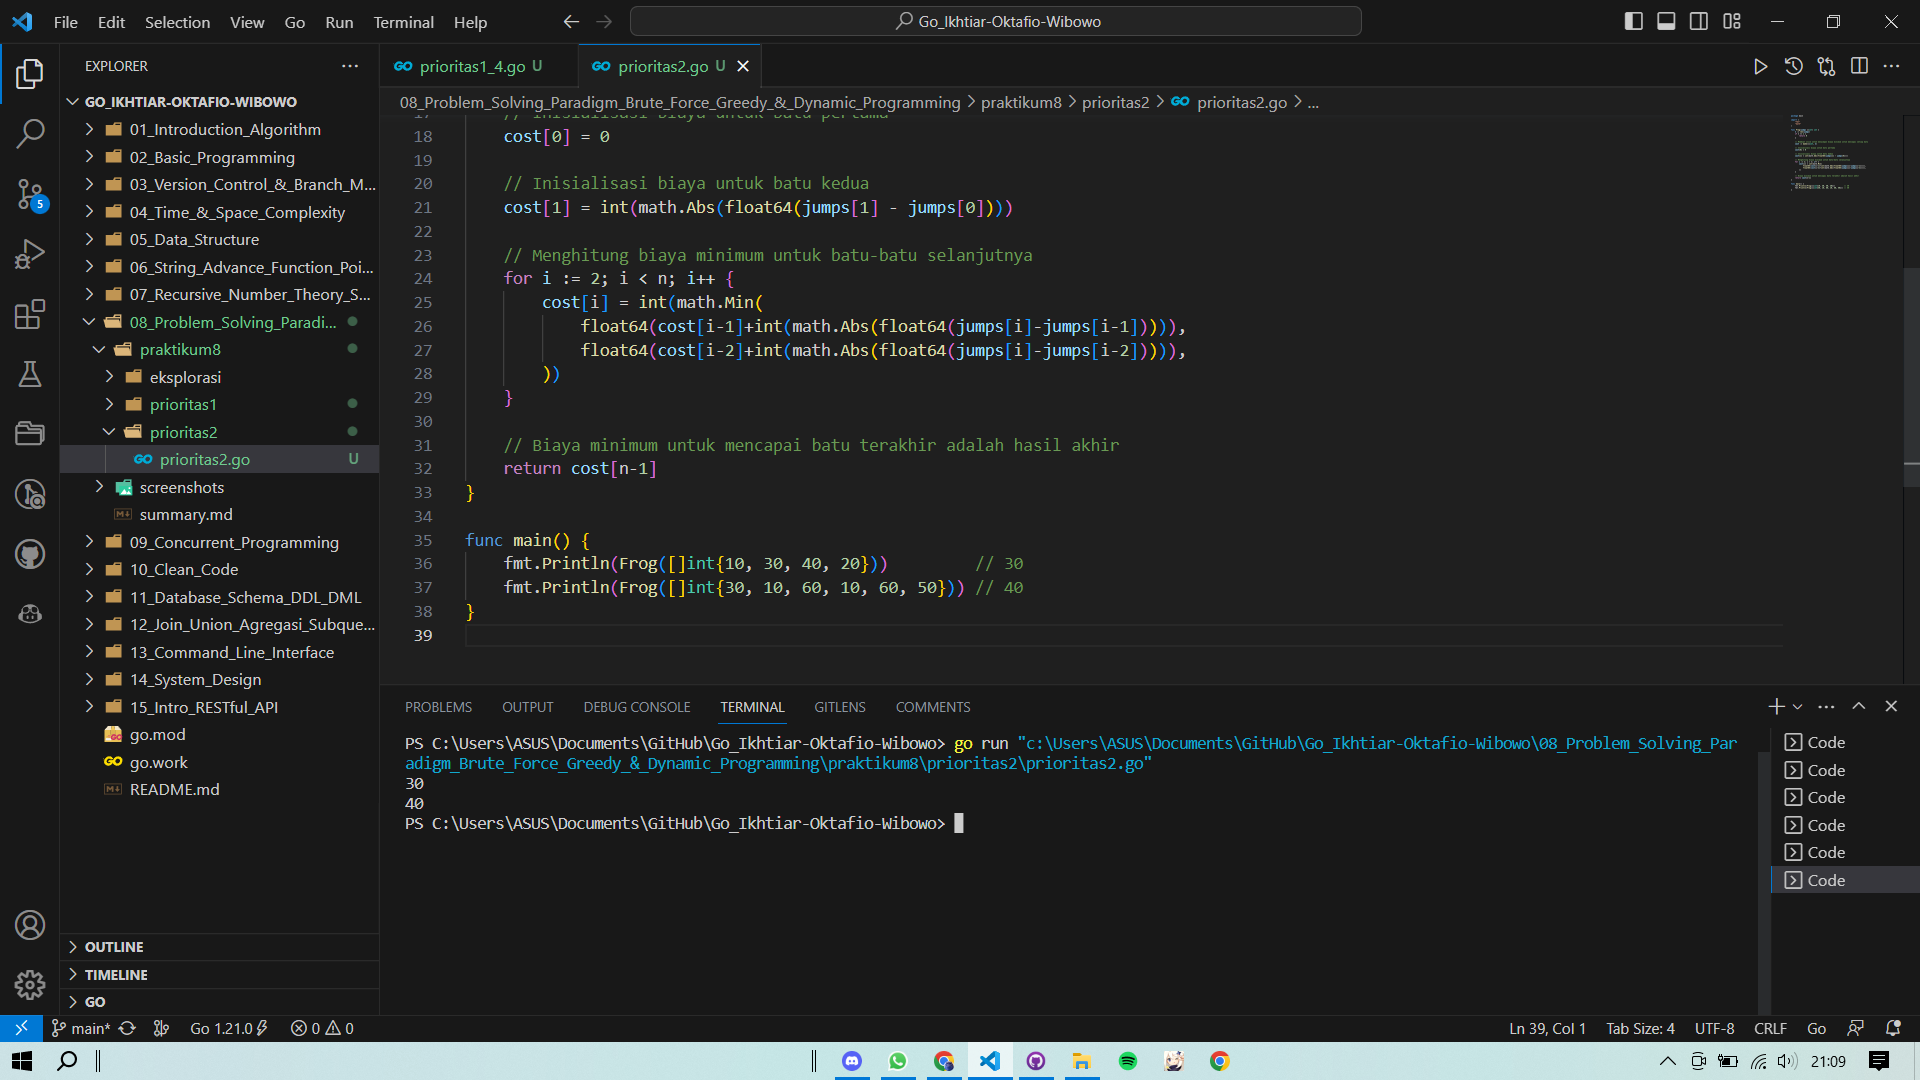 File Edit Selection View Go Run Terminal Help
Go_Ikhtiar-Oktafio-Wibowo
EXPLORER
GO_IKHTIAR-OKTAFIO-WIBOWO
01_Introduction_Algorithm
02_Basic_Programming
03_Version_Control_&_Branch_M...
04_Time_&_Space_Complexity
05_Data_Structure
06_String_Advance_Function_Poi...
07_Recursive_Number_Theory_S...
08_Problem_Solving_Paradi...
praktikum8
eksplorasi
prioritas1
prioritas2
prioritas2.go U
screenshots
summary.md
09_Concurrent_Programming
10_Clean_Code
11_Database_Schema_DDL_DML
12_Join_Union_Agregasi_Subque...
13_Command_Line_Interface
14_System_Design
15_Intro_RESTful_API
go.mod
go.work
README.md
OUTLINE
TIMELINE
GO
5
prioritas1_4.go U
prioritas2.go U
08_Problem_Solving_Paradigm_Brute_Force_Greedy_&_Dynamic_Programming > praktikum8 > prioritas2 > prioritas2.go > ...
17 // Inisialisasi biaya untuk batu pertama
18 cost[0] = 0
19
20 // Inisialisasi biaya untuk batu kedua
21 cost[1] = int(math.Abs(float64(jumps[1] - jumps[0])))
22
23 // Menghitung biaya minimum untuk batu-batu selanjutnya
24 for i := 2; i < n; i++ {
25 cost[i] = int(math.Min(
26 float64(cost[i-1]+int(math.Abs(float64(jumps[i]-jumps[i-1])))),
27 float64(cost[i-2]+int(math.Abs(float64(jumps[i]-jumps[i-2])))),
28 ))
29 }
30
31 // Biaya minimum untuk mencapai batu terakhir adalah hasil akhir
32 return cost[n-1]
33 }
34
35 func main() {
36 fmt.Println(Frog([]int{10, 30, 40, 20})) // 30
37 fmt.Println(Frog([]int{30, 10, 60, 10, 60, 50})) // 40
38 }
39
PROBLEMS OUTPUT DEBUG CONSOLE TERMINAL GITLENS COMMENTS
PS C:\Users\ASUS\Documents\GitHub\Go_Ikhtiar-Oktafio-Wibowo> go run "c:\Users\ASUS\Documents\GitHub\Go_Ikhtiar-Oktafio-Wibowo\08_Problem_Solving_Par
adigm_Brute_Force_Greedy_&_Dynamic_Programming\praktikum8\prioritas2\prioritas2.go"
30
40
PS C:\Users\ASUS\Documents\GitHub\Go_Ikhtiar-Oktafio-Wibowo>
Code
Code
Code
Code
Code
Code
main* Go 1.21.0 0 0 Ln 39, Col 1 Tab Size: 4 UTF-8 CRLF Go
21:09